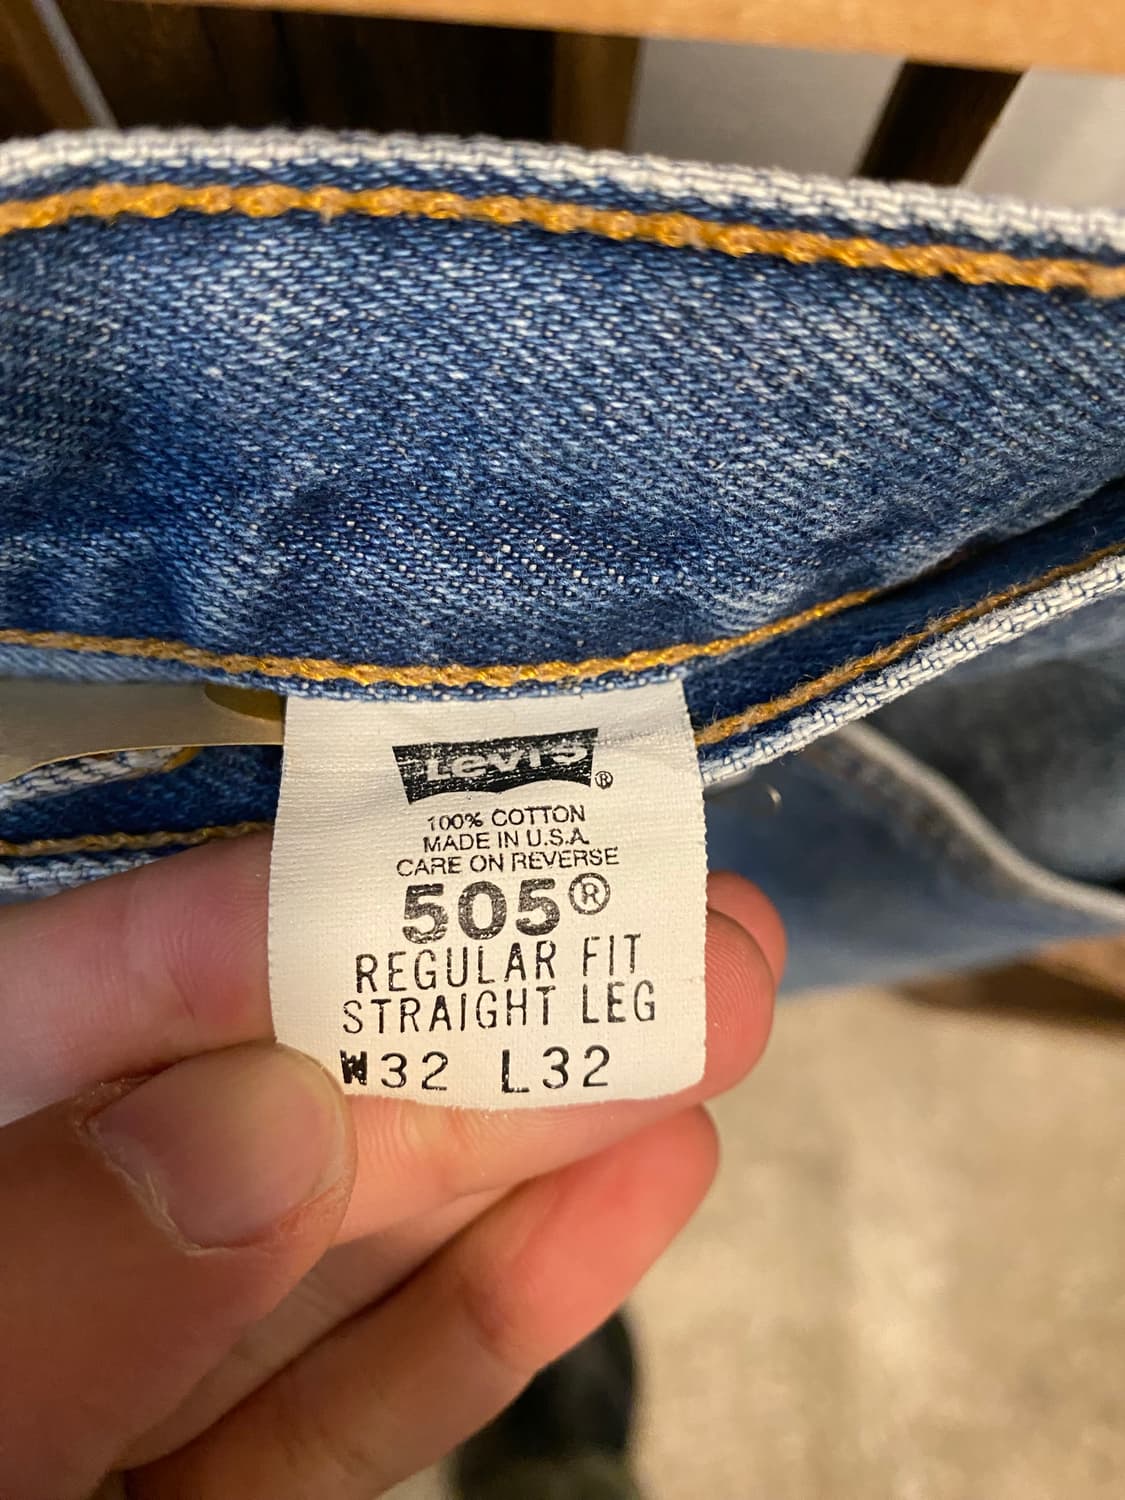 Levi's®
100% COTTON
MADE IN U.S.A.
CARE ON REVERSE
505®
REGULAR FIT
STRAIGHT LEG
W32 L32